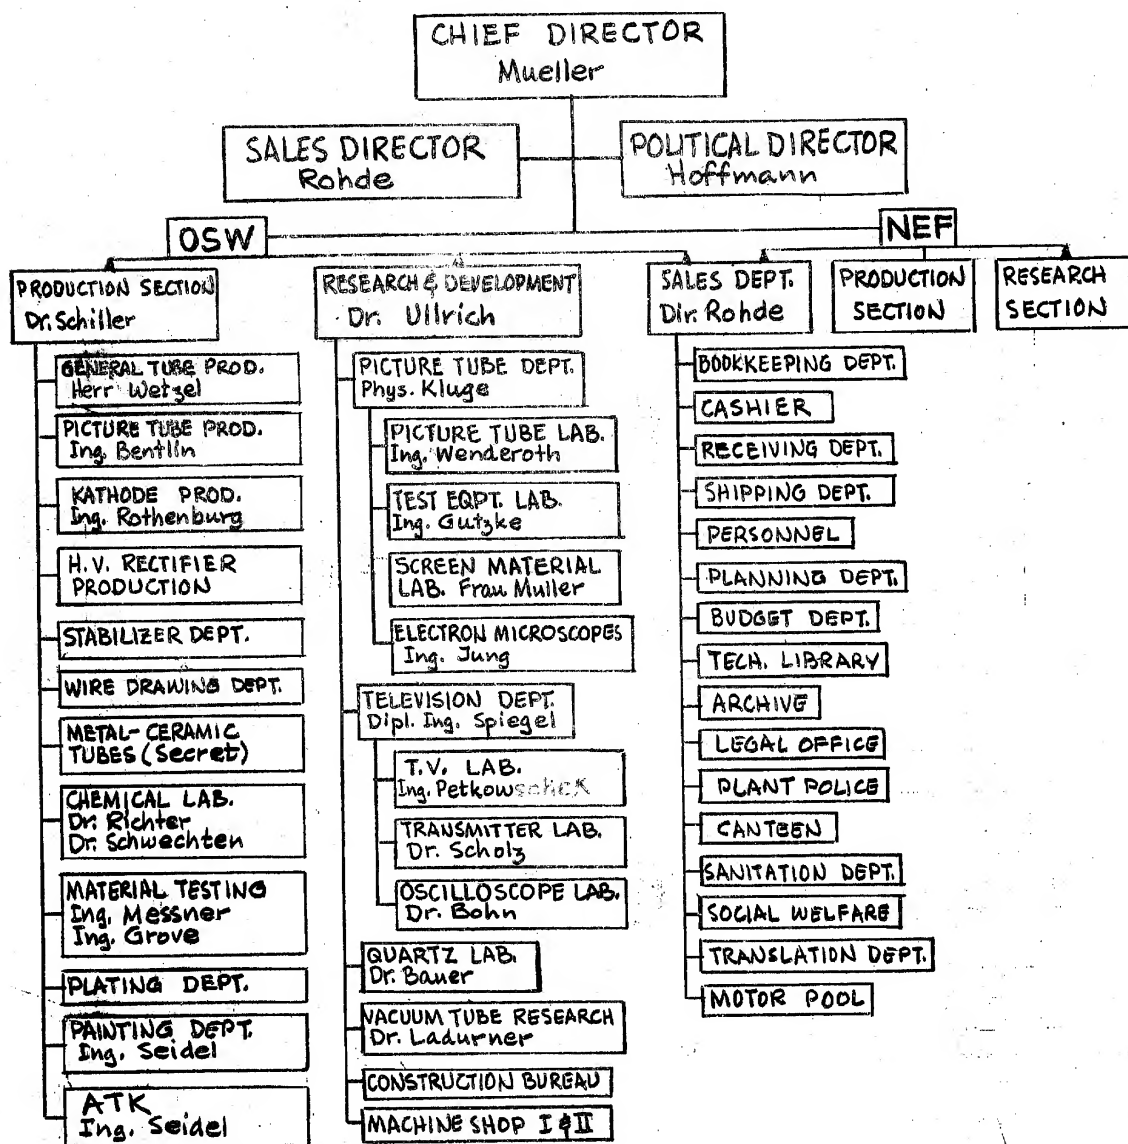 CHIEF DIRECTOR
Mueller
SALES DIRECTOR
Rohde
POLITICAL DIRECTOR
Hoffmann
OSW
NEF
PRODUCTION SECTION
Dr. Schiller
RESEARCH & DEVELOPMENT
Dr. Ullrich
SALES DEPT.
Dir. Rohde
PRODUCTION
SECTION
RESEARCH
SECTION
GENERAL TUBE PROD.
Herr Wetzel
PICTURE TUBE PROD.
Ing. Bentlin
KATHODE PROD.
Ing. Rothenburg
H.V. RECTIFIER
PRODUCTION
STABILIZER DEPT.
WIRE DRAWING DEPT.
METAL-CERAMIC
TUBES (Secret)
CHEMICAL LAB.
Dr. Richter
Dr. Schwechten
MATERIAL TESTING
Ing. Messner
Ing. Grove
PLATING DEPT.
PAINTING DEPT.
Ing. Seidel
ATK
Ing. Seidel
PICTURE TUBE DEPT.
Phys. Kluge
PICTURE TUBE LAB.
Ing. Wenderoth
TEST EQPT. LAB.
Ing. Gutzke
SCREEN MATERIAL
LAB. Frau Muller
ELECTRON MICROSCOPES
Ing. Jung
TELEVISION DEPT.
Dipl. Ing. Spiegel
T.V. LAB.
Ing. Petkowschek
TRANSMITTER LAB.
Dr. Scholz
OSCILLOSCOPE LAB.
Dr. Bohn
QUARTZ LAB.
Dr. Bauer
VACUUM TUBE RESEARCH
Dr. Ladurner
CONSTRUCTION BUREAU
MACHINE SHOP I & II
BOOKKEEPING DEPT.
CASHIER
RECEIVING DEPT.
SHIPPING DEPT.
PERSONNEL
PLANNING DEPT.
BUDGET DEPT.
TECH. LIBRARY
ARCHIVE
LEGAL OFFICE
PLANT POLICE
CANTEEN
SANITATION DEPT.
SOCIAL WELFARE
TRANSLATION DEPT.
MOTOR POOL